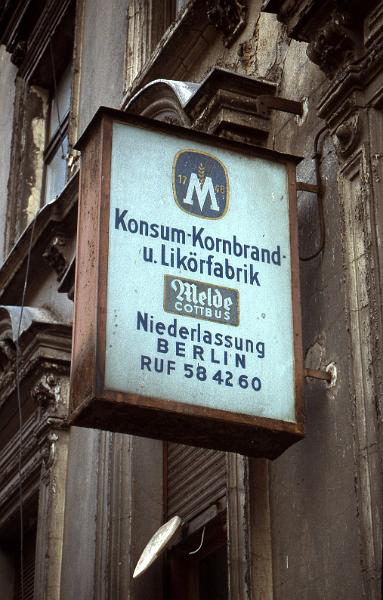 17 M 48
Konsum-Kornbrand-
u. Likörfabrik
Melde
COTTBUS
Niederlassung
BERLIN
RUF 58 42 60